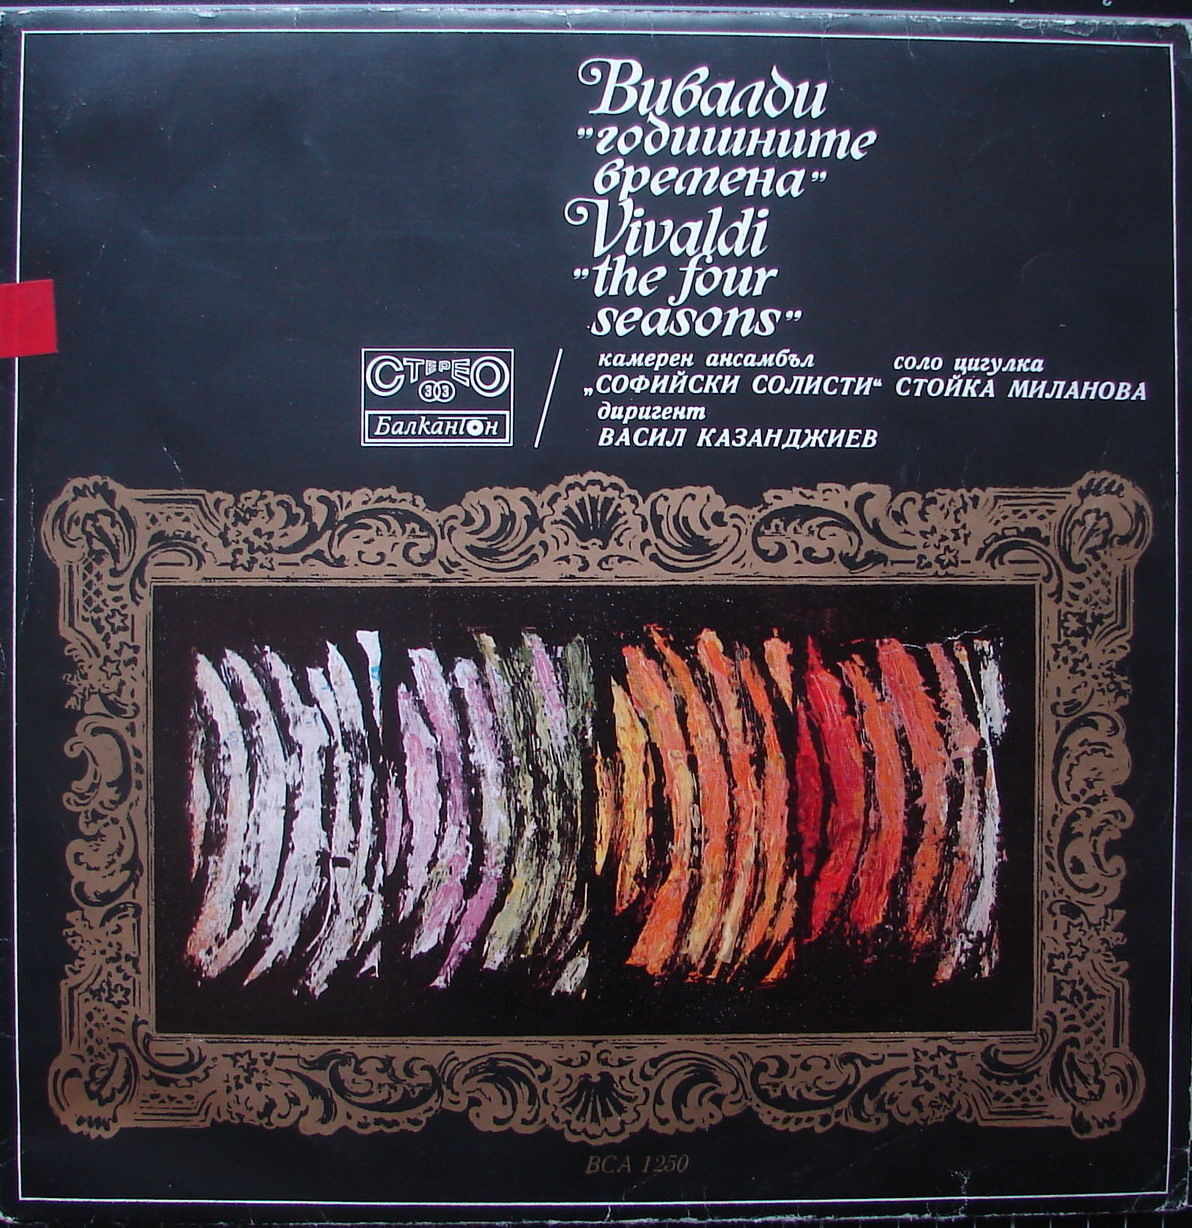 Вивалди
”годишните
времена”
Vivaldi
”the four
seasons”
СТЕРЕО
33
Балкантон
камерен ансамбъл
„СОФИЙСКИ СОЛИСТИ“
диригент
ВАСИЛ КАЗАНДЖИЕВ
соло цигулка
СТОЙКА МИЛАНОВА
ВСА 1250